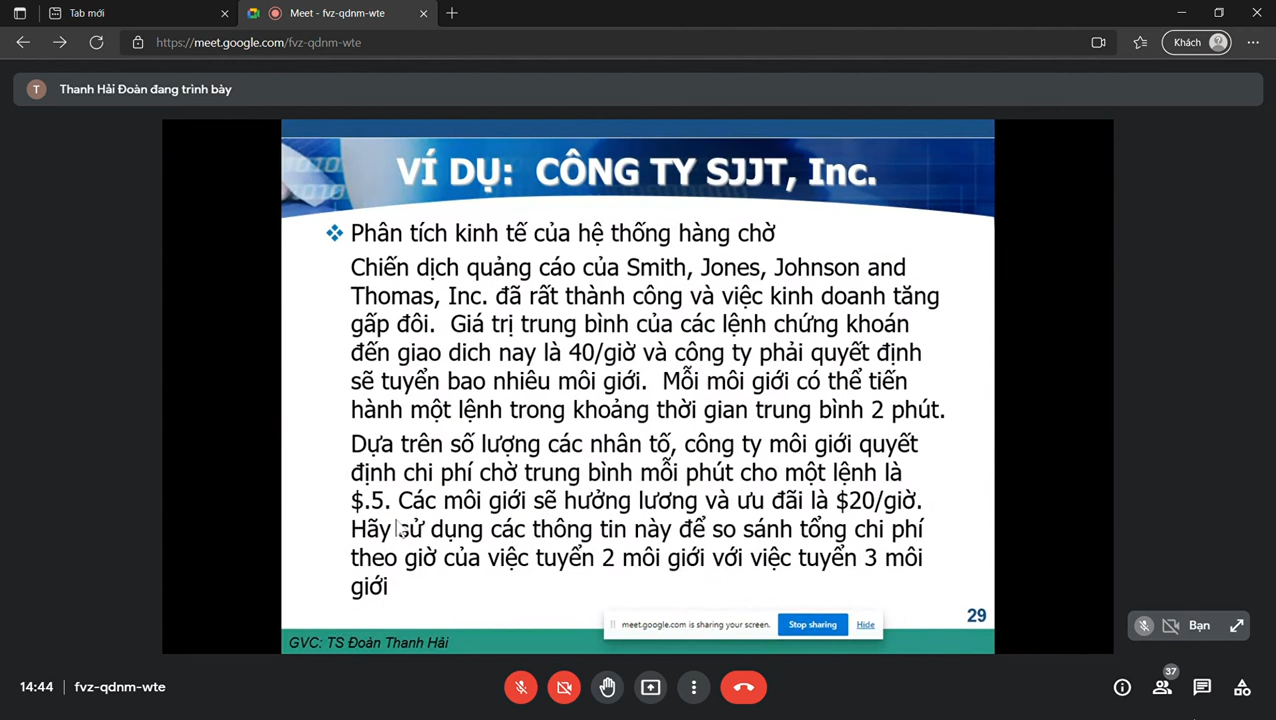 Tab mới
Meet - fvz-qdnm-wte
https://meet.google.com/fvz-qdnm-wte
Khách
T
Thanh Hải Đoàn đang trình bày
VÍ DỤ: CÔNG TY SJJT, Inc.
Phân tích kinh tế của hệ thống hàng chờ
Chiến dịch quảng cáo của Smith, Jones, Johnson and
Thomas, Inc. đã rất thành công và việc kinh doanh tăng
gấp đôi. Giá trị trung bình của các lệnh chứng khoán
đến giao dich nay là 40/giờ và công ty phải quyết định
sẽ tuyển bao nhiêu môi giới. Mỗi môi giới có thể tiến
hành một lệnh trong khoảng thời gian trung bình 2 phút.
Dựa trên số lượng các nhân tố, công ty môi giới quyết
định chi phí chờ trung bình mỗi phút cho một lệnh là
$.5. Các môi giới sẽ hưởng lương và ưu đãi là $20/giờ.
Hãy sử dụng các thông tin này để so sánh tổng chi phí
theo giờ của việc tuyển 2 môi giới với việc tuyển 3 môi
giới
29
meet.google.com is sharing your screen.
Stop sharing
Hide
GVC: TS Đoàn Thanh Hải
Bạn
14:44
fvz-qdnm-wte
37